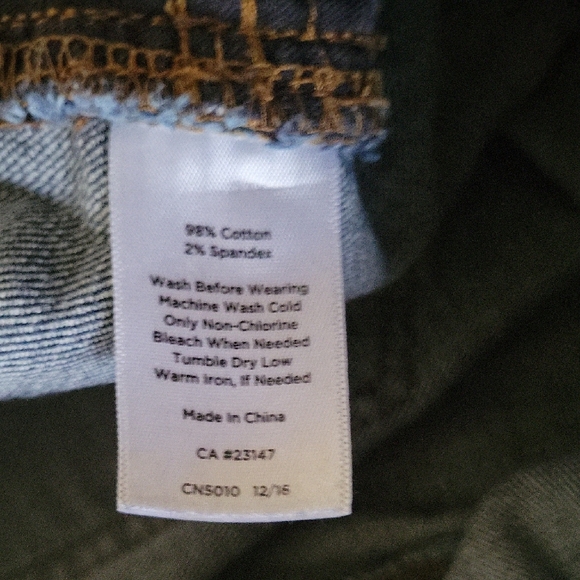 98% Cotton
2% Spandex
Wash Before Wearing
Machine Wash Cold
Only Non-Chlorine
Bleach When Needed
Tumble Dry Low
Warm Iron, If Needed
Made In China
CA #23147
CN5010 12/16